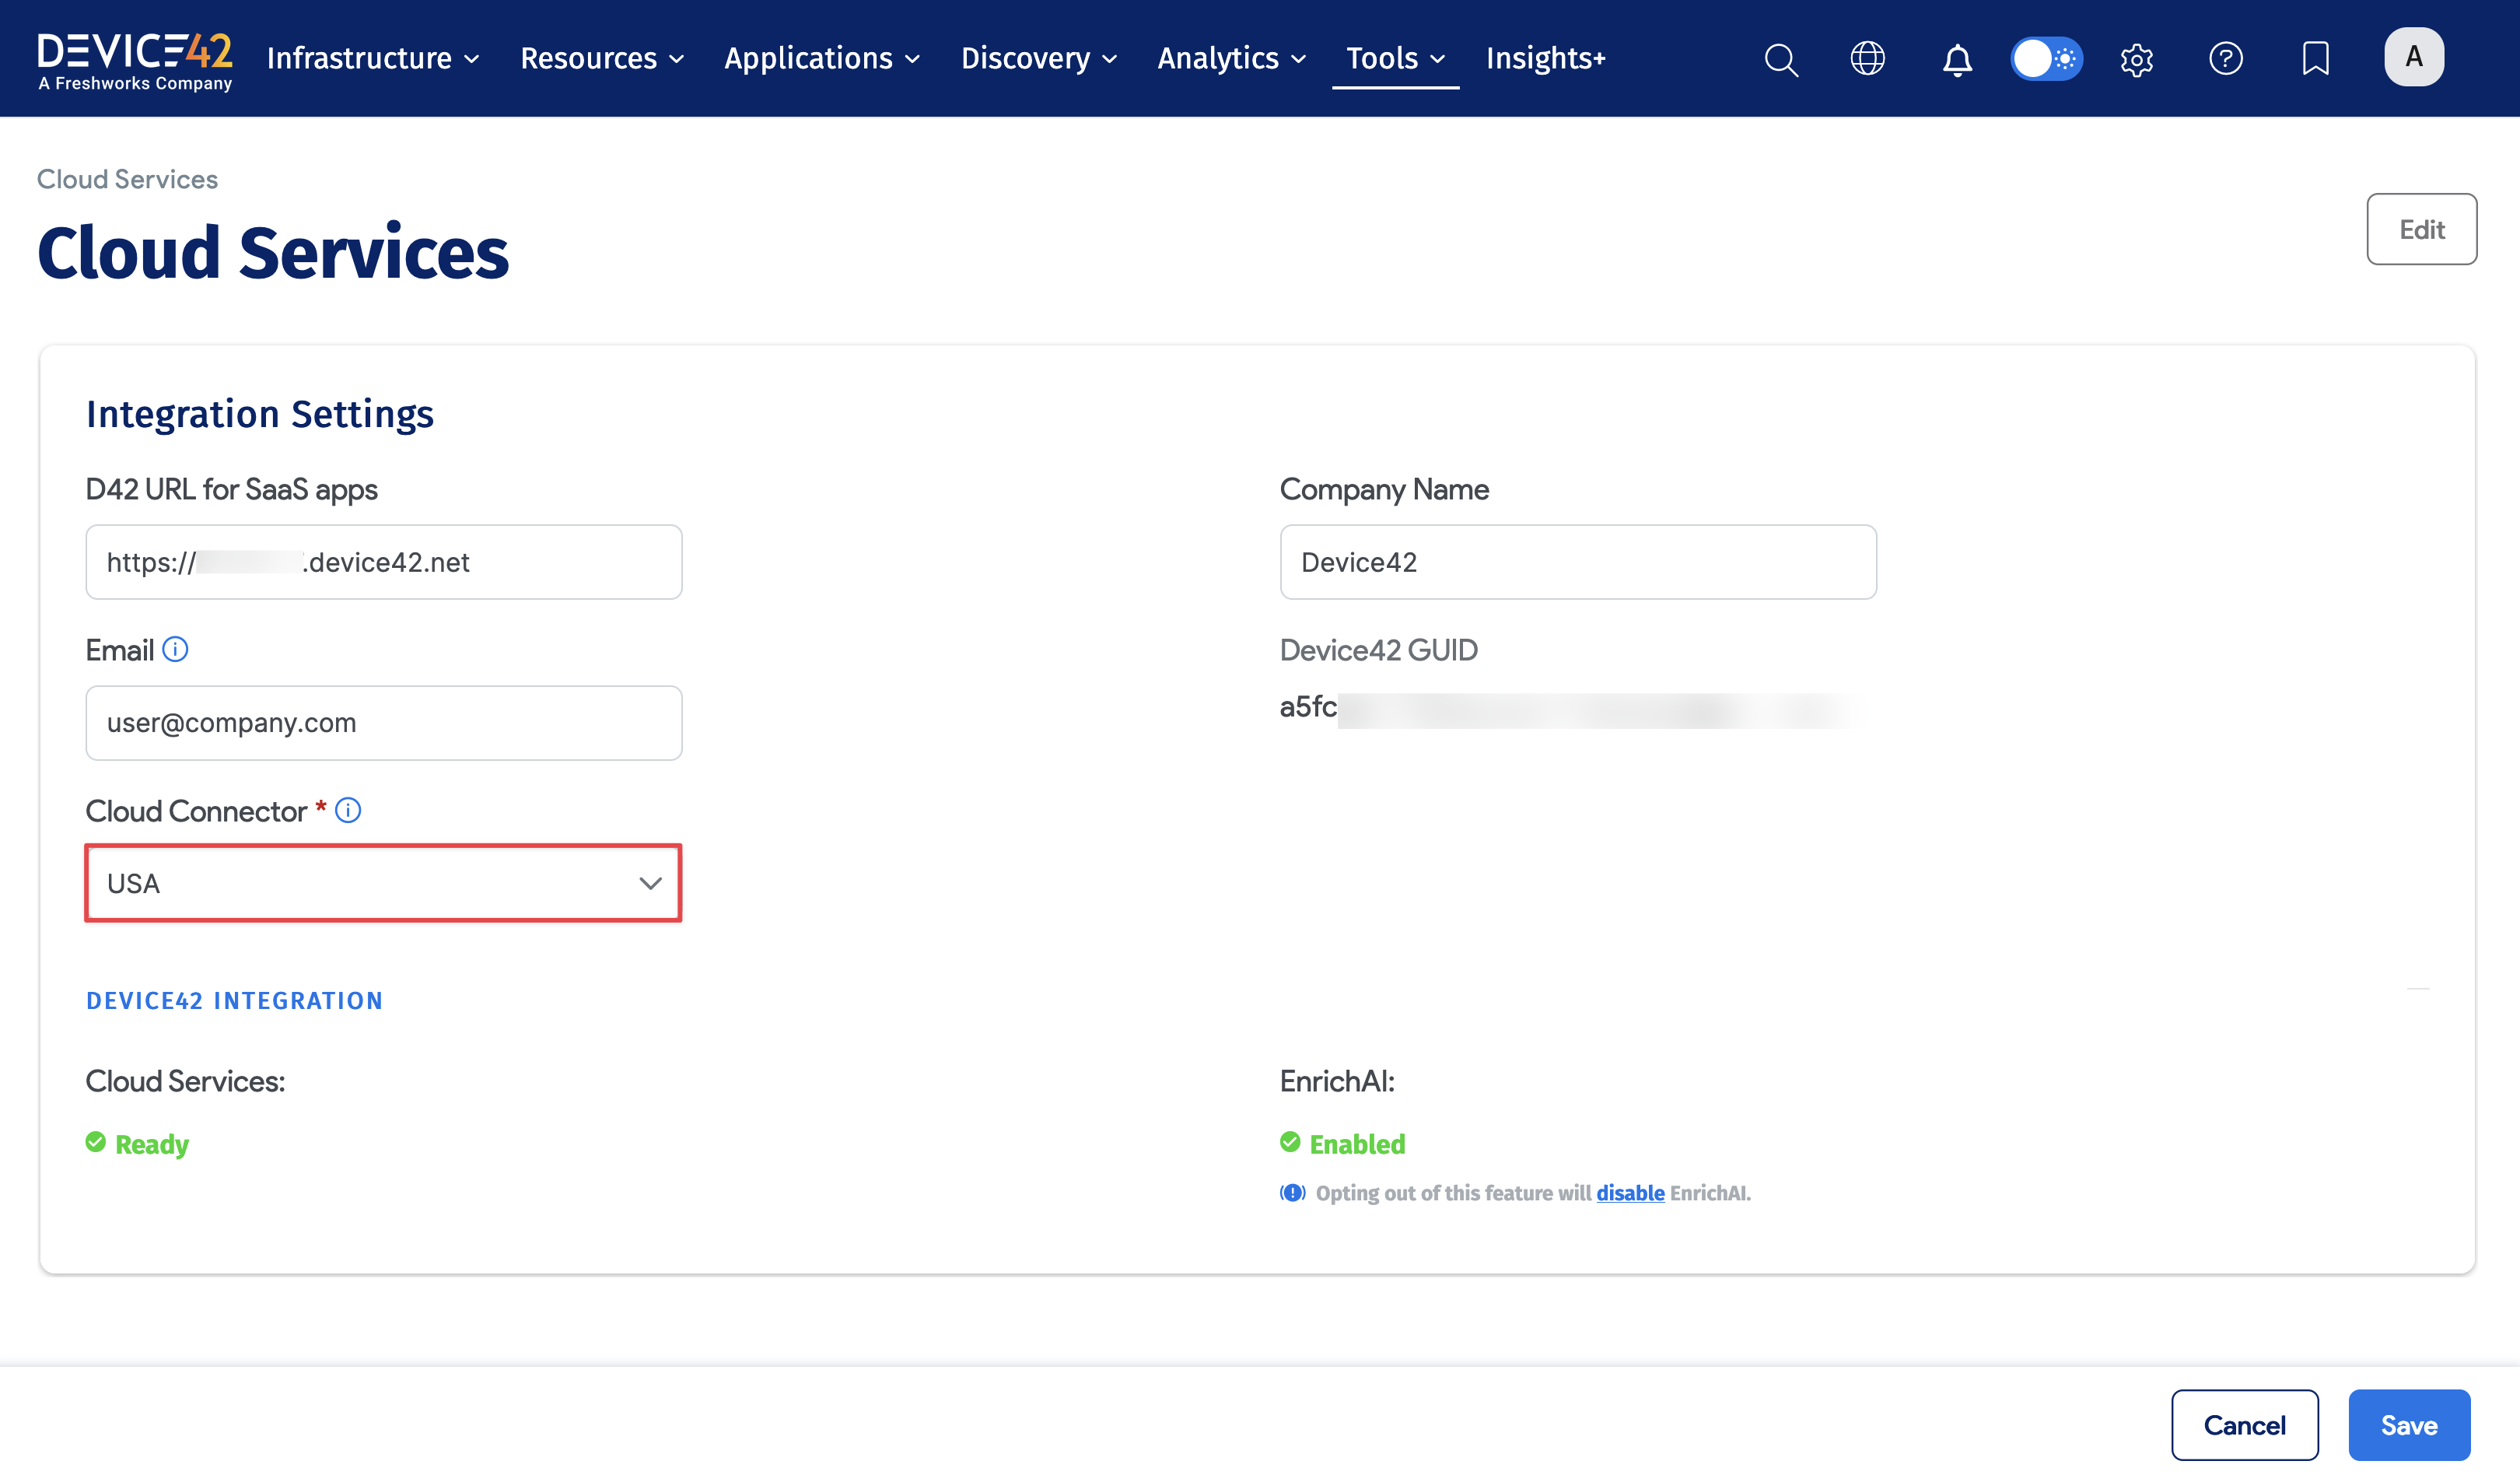 DEVICE42
A Freshworks Company
Infrastructure
Resources
Applications
Discovery
Analytics
Tools
Insights+
A
Cloud Services
Cloud Services
Edit
Integration Settings
D42 URL for SaaS apps
Company Name
https:// .device42.net
Device42
Email
Device42 GUID
user@company.com
a5fc
Cloud Connector *
USA
DEVICE42 INTEGRATION
Cloud Services:
EnrichAI:
Ready
Enabled
Opting out of this feature will disable EnrichAI.
Cancel
Save